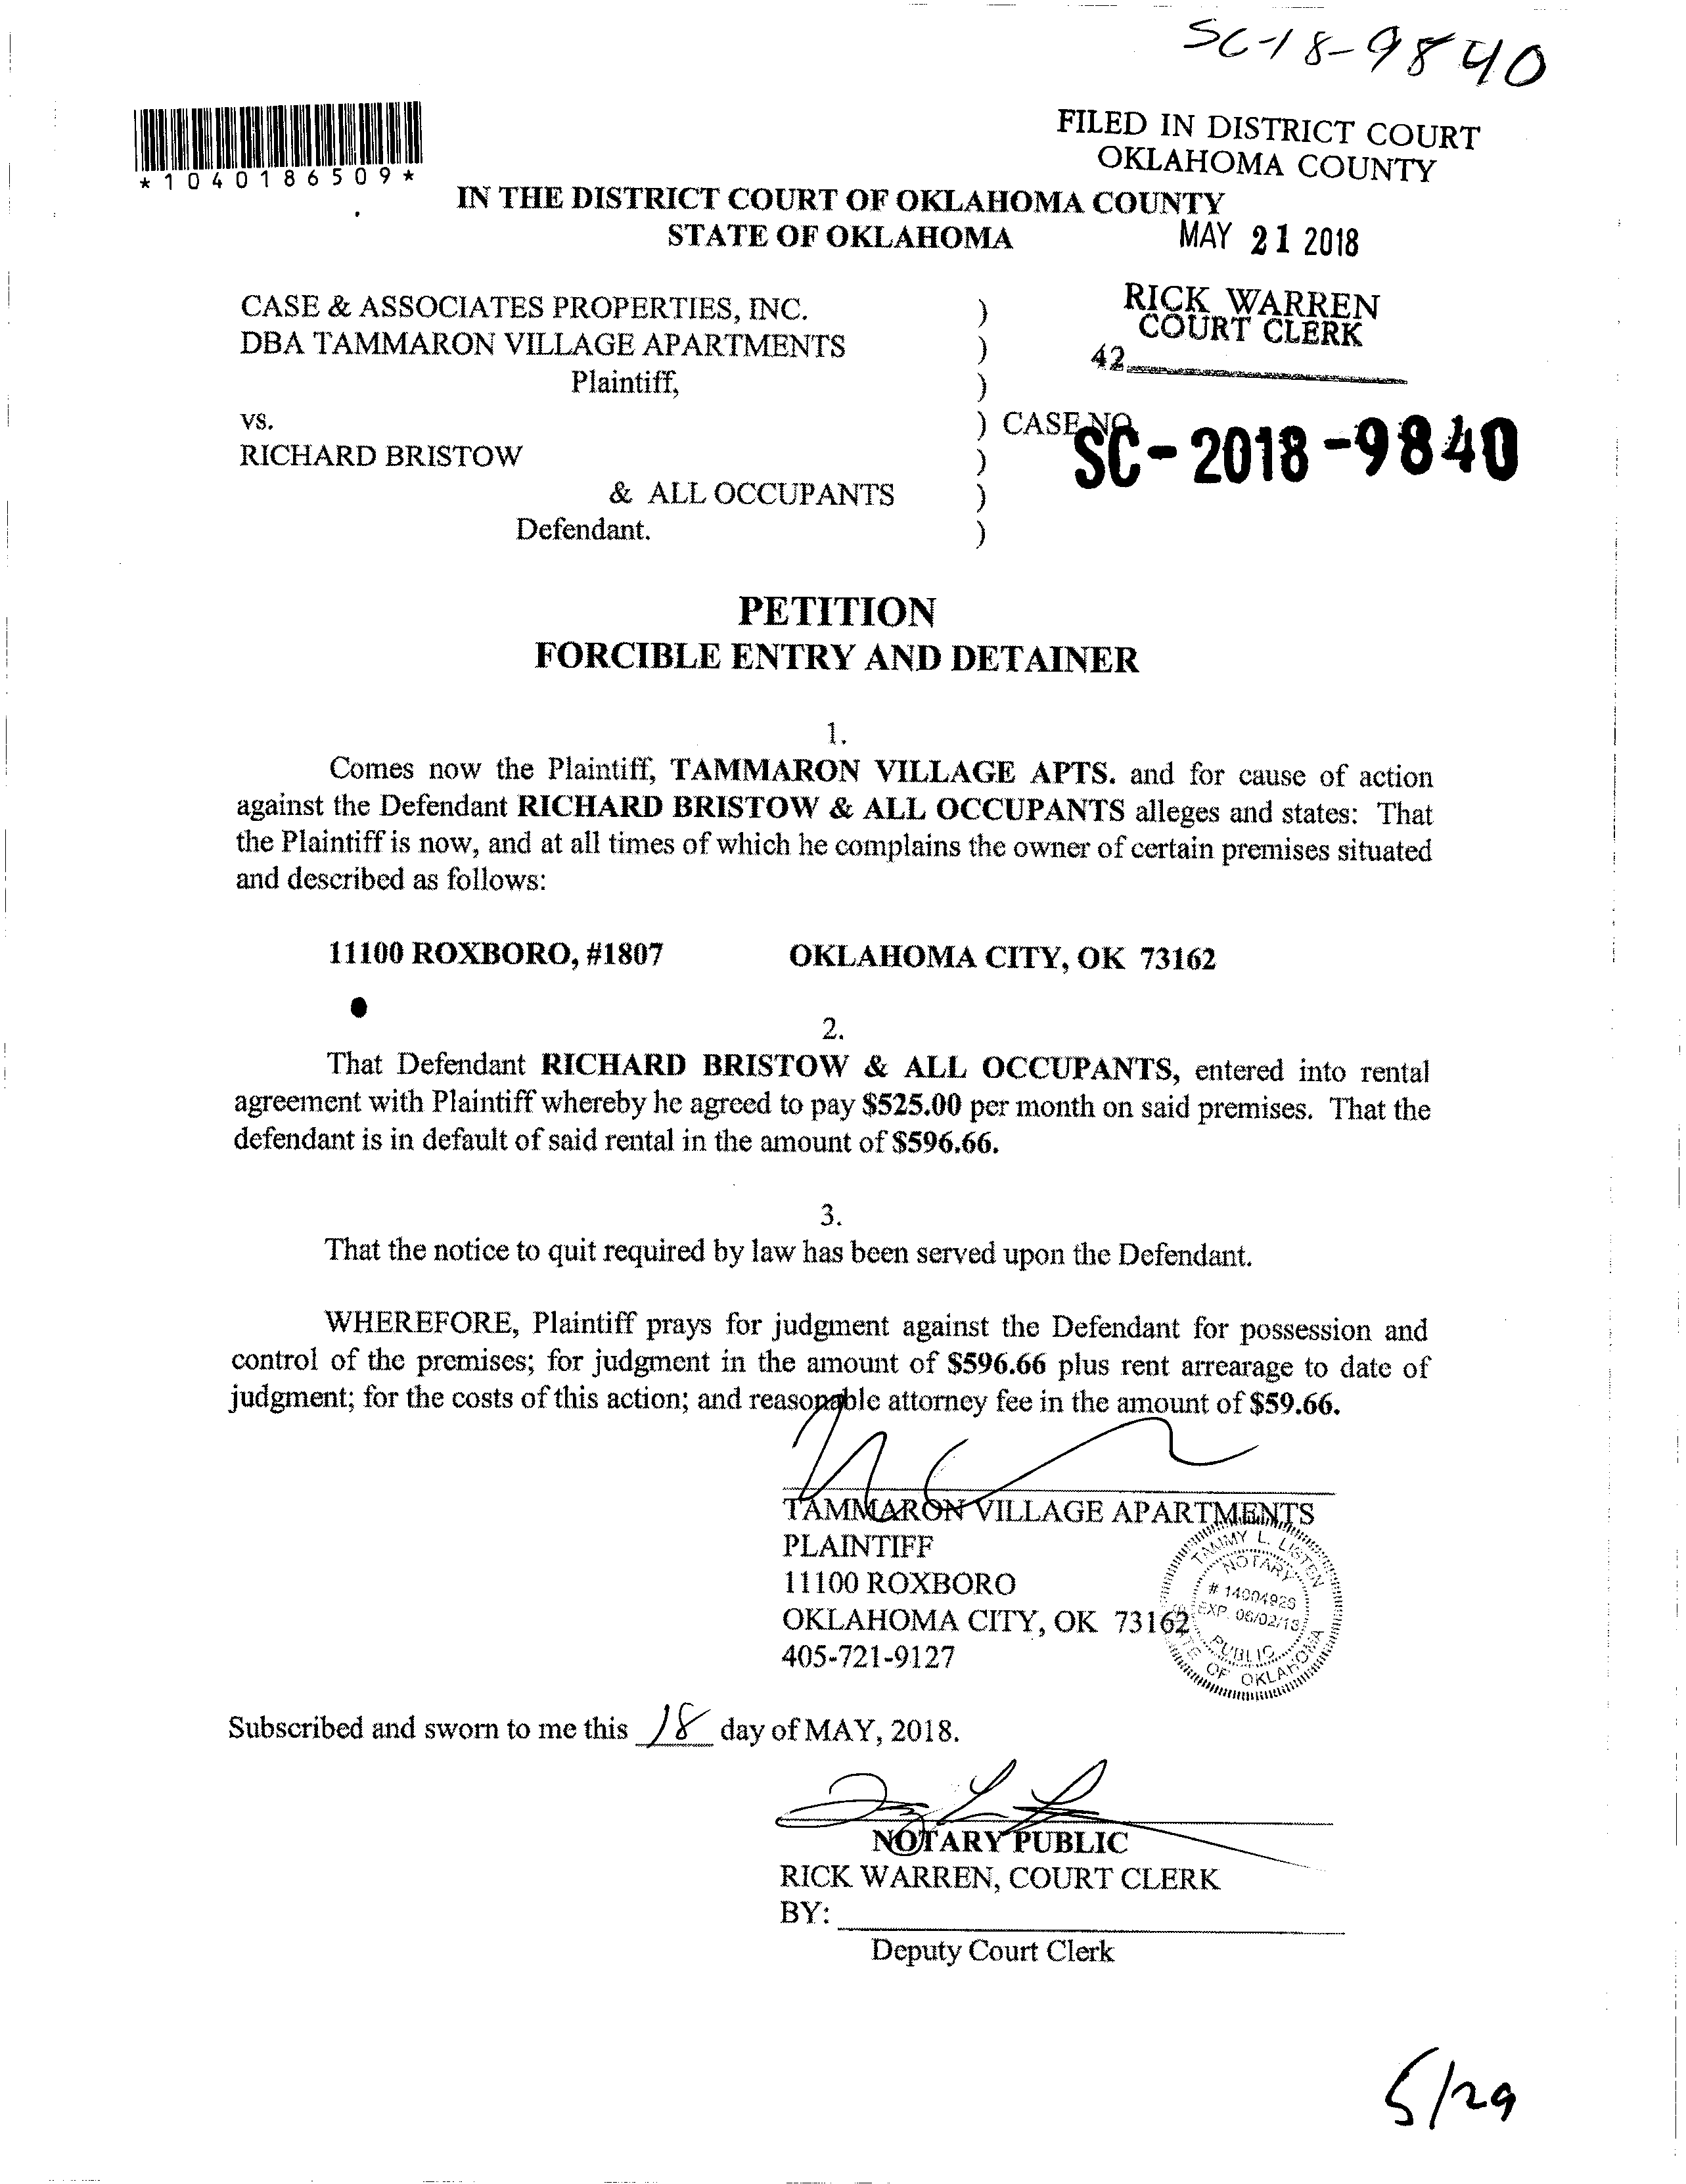 SC-18-9840
*1040186509*
FILED IN DISTRICT COURT
OKLAHOMA COUNTY
IN THE DISTRICT COURT OF OKLAHOMA COUNTY
STATE OF OKLAHOMA
MAY 21 2018
RICK WARREN
COURT CLERK
42
CASE & ASSOCIATES PROPERTIES, INC. )
DBA TAMMARON VILLAGE APARTMENTS )
Plaintiff, )
vs. ) CASE NO.
SC-2018-9840
RICHARD BRISTOW )
& ALL OCCUPANTS )
Defendant. )
PETITION
FORCIBLE ENTRY AND DETAINER
1.
Comes now the Plaintiff, TAMMARON VILLAGE APTS. and for cause of action
against the Defendant RICHARD BRISTOW & ALL OCCUPANTS alleges and states: That
the Plaintiff is now, and at all times of which he complains the owner of certain premises situated
and described as follows:
11100 ROXBORO, #1807 OKLAHOMA CITY, OK 73162
2.
That Defendant RICHARD BRISTOW & ALL OCCUPANTS, entered into rental
agreement with Plaintiff whereby he agreed to pay $525.00 per month on said premises. That the
defendant is in default of said rental in the amount of $596.66.
3.
That the notice to quit required by law has been served upon the Defendant.
WHEREFORE, Plaintiff prays for judgment against the Defendant for possession and
control of the premises; for judgment in the amount of $596.66 plus rent arrearage to date of
judgment; for the costs of this action; and reasonable attorney fee in the amount of $59.66.
TAMMARON VILLAGE APARTMENTS
PLAINTIFF
11100 ROXBORO
OKLAHOMA CITY, OK 73162
405-721-9127
TAMMY L. LISTEN
NOTARY
# 14004929
EXP. 06/02/18
PUBLIC
STATE OF OKLAHOMA
Subscribed and sworn to me this 18 day of MAY, 2018.
NOTARY PUBLIC
RICK WARREN, COURT CLERK
BY:
Deputy Court Clerk
5/29